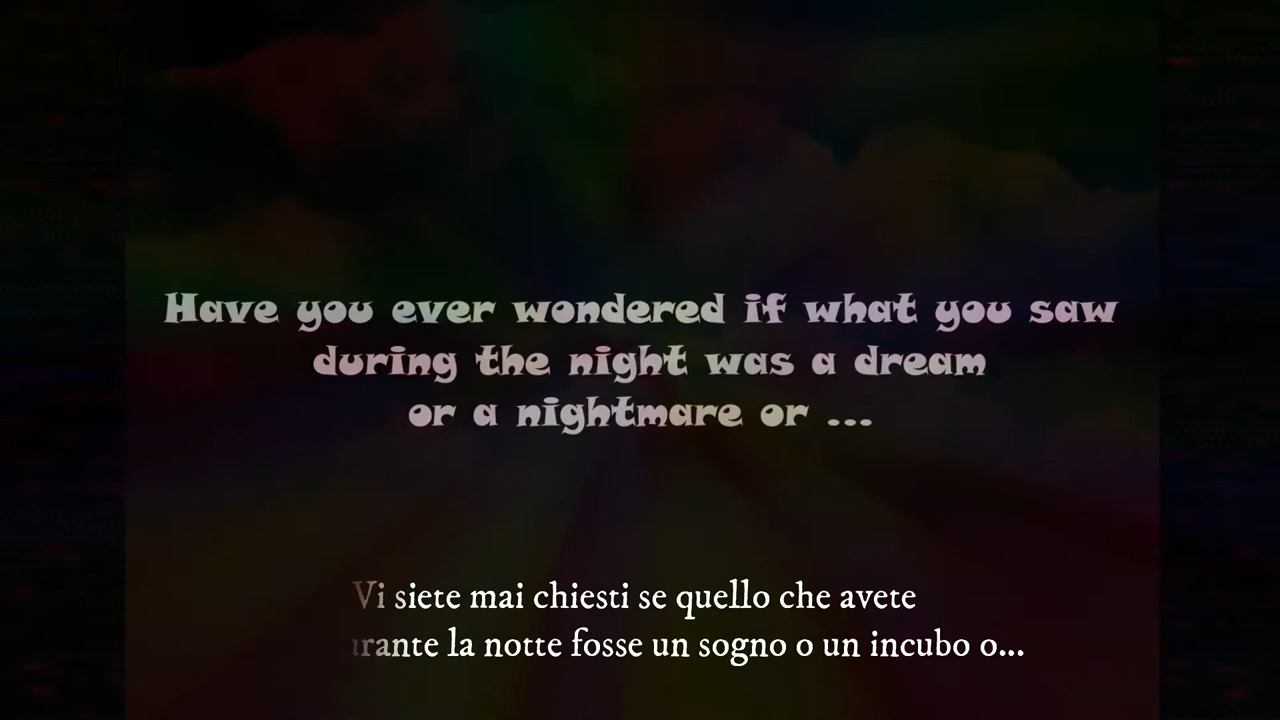 Have you ever wondered if what you saw
during the night was a dream
or a nightmare or ...
Vi siete mai chiesti se quello che avete
la notte fosse un sogno o un incubo o...